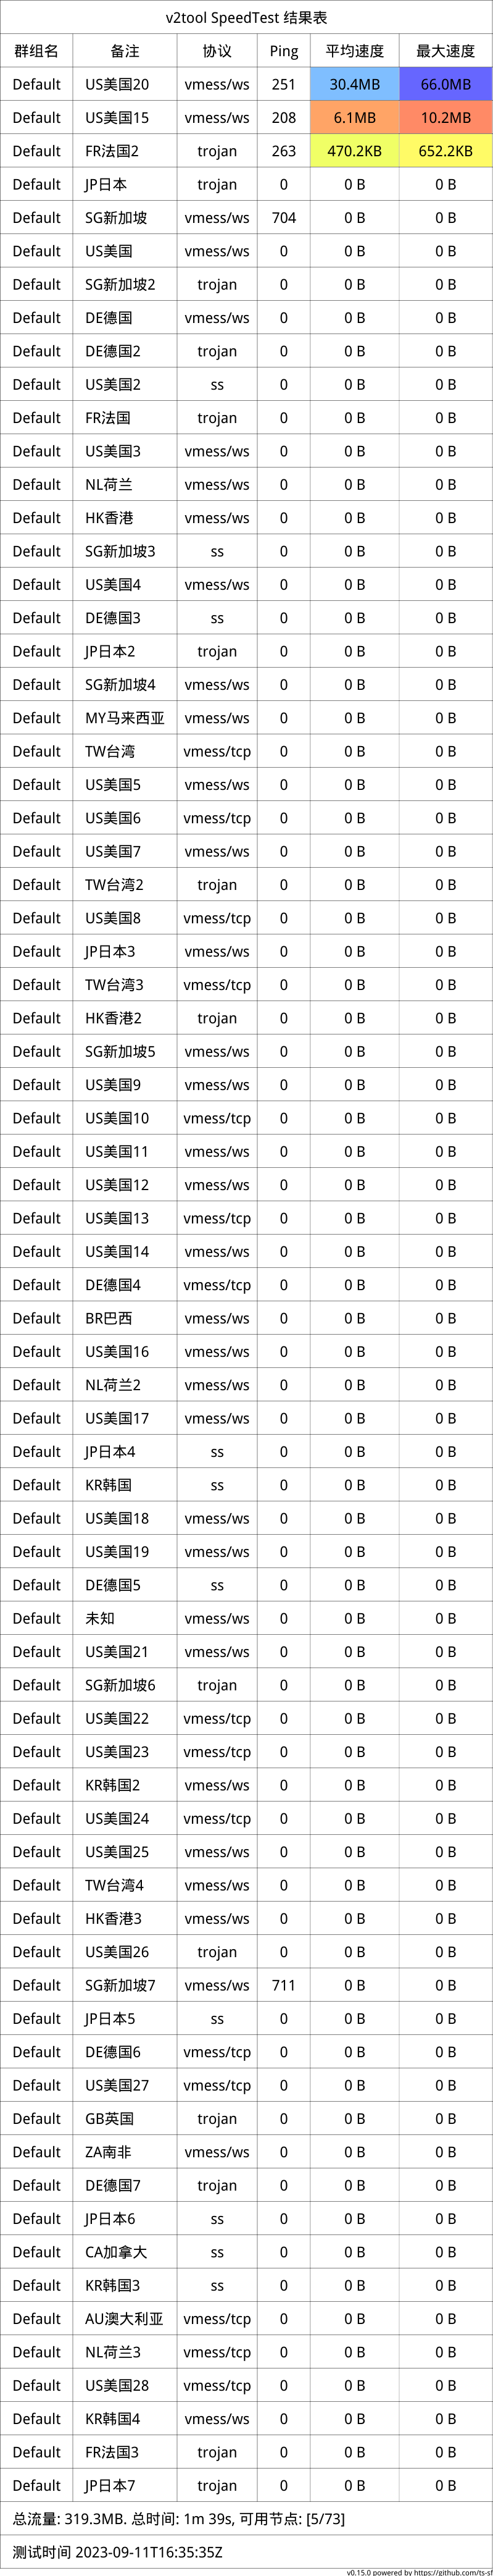 v2tool SpeedTest 结果表
群组名 备注 协议 Ping 平均速度 最大速度
Default US美国20 vmess/ws 251 30.4MB 66.0MB
Default US美国15 vmess/ws 208 6.1MB 10.2MB
Default FR法国2 trojan 263 470.2KB 652.2KB
Default JP日本 trojan 0 0 B 0 B
Default SG新加坡 vmess/ws 704 0 B 0 B
Default US美国 vmess/ws 0 0 B 0 B
Default SG新加坡2 trojan 0 0 B 0 B
Default DE德国 vmess/ws 0 0 B 0 B
Default DE德国2 trojan 0 0 B 0 B
Default US美国2 ss 0 0 B 0 B
Default FR法国 trojan 0 0 B 0 B
Default US美国3 vmess/ws 0 0 B 0 B
Default NL荷兰 vmess/ws 0 0 B 0 B
Default HK香港 vmess/ws 0 0 B 0 B
Default SG新加坡3 ss 0 0 B 0 B
Default US美国4 vmess/ws 0 0 B 0 B
Default DE德国3 ss 0 0 B 0 B
Default JP日本2 trojan 0 0 B 0 B
Default SG新加坡4 vmess/ws 0 0 B 0 B
Default MY马来西亚 vmess/ws 0 0 B 0 B
Default TW台湾 vmess/tcp 0 0 B 0 B
Default US美国5 vmess/ws 0 0 B 0 B
Default US美国6 vmess/tcp 0 0 B 0 B
Default US美国7 vmess/ws 0 0 B 0 B
Default TW台湾2 trojan 0 0 B 0 B
Default US美国8 vmess/tcp 0 0 B 0 B
Default JP日本3 vmess/ws 0 0 B 0 B
Default TW台湾3 vmess/tcp 0 0 B 0 B
Default HK香港2 trojan 0 0 B 0 B
Default SG新加坡5 vmess/ws 0 0 B 0 B
Default US美国9 vmess/ws 0 0 B 0 B
Default US美国10 vmess/tcp 0 0 B 0 B
Default US美国11 vmess/ws 0 0 B 0 B
Default US美国12 vmess/ws 0 0 B 0 B
Default US美国13 vmess/tcp 0 0 B 0 B
Default US美国14 vmess/ws 0 0 B 0 B
Default DE德国4 vmess/tcp 0 0 B 0 B
Default BR巴西 vmess/ws 0 0 B 0 B
Default US美国16 vmess/ws 0 0 B 0 B
Default NL荷兰2 vmess/ws 0 0 B 0 B
Default US美国17 vmess/ws 0 0 B 0 B
Default JP日本4 ss 0 0 B 0 B
Default KR韩国 ss 0 0 B 0 B
Default US美国18 vmess/ws 0 0 B 0 B
Default US美国19 vmess/ws 0 0 B 0 B
Default DE德国5 ss 0 0 B 0 B
Default 未知 vmess/ws 0 0 B 0 B
Default US美国21 vmess/ws 0 0 B 0 B
Default SG新加坡6 trojan 0 0 B 0 B
Default US美国22 vmess/tcp 0 0 B 0 B
Default US美国23 vmess/tcp 0 0 B 0 B
Default KR韩国2 vmess/ws 0 0 B 0 B
Default US美国24 vmess/tcp 0 0 B 0 B
Default US美国25 vmess/ws 0 0 B 0 B
Default TW台湾4 vmess/ws 0 0 B 0 B
Default HK香港3 vmess/ws 0 0 B 0 B
Default US美国26 trojan 0 0 B 0 B
Default SG新加坡7 vmess/ws 711 0 B 0 B
Default JP日本5 ss 0 0 B 0 B
Default DE德国6 vmess/tcp 0 0 B 0 B
Default US美国27 vmess/tcp 0 0 B 0 B
Default GB英国 trojan 0 0 B 0 B
Default ZA南非 vmess/ws 0 0 B 0 B
Default DE德国7 trojan 0 0 B 0 B
Default JP日本6 ss 0 0 B 0 B
Default CA加拿大 ss 0 0 B 0 B
Default KR韩国3 ss 0 0 B 0 B
Default AU澳大利亚 vmess/tcp 0 0 B 0 B
Default NL荷兰3 vmess/tcp 0 0 B 0 B
Default US美国28 vmess/tcp 0 0 B 0 B
Default KR韩国4 vmess/ws 0 0 B 0 B
Default FR法国3 trojan 0 0 B 0 B
Default JP日本7 trojan 0 0 B 0 B
总流量: 319.3MB. 总时间: 1m 39s, 可用节点: [5/73]
测试时间 2023-09-11T16:35:35Z
v0.15.0 powered by https://github.com/ts-sf